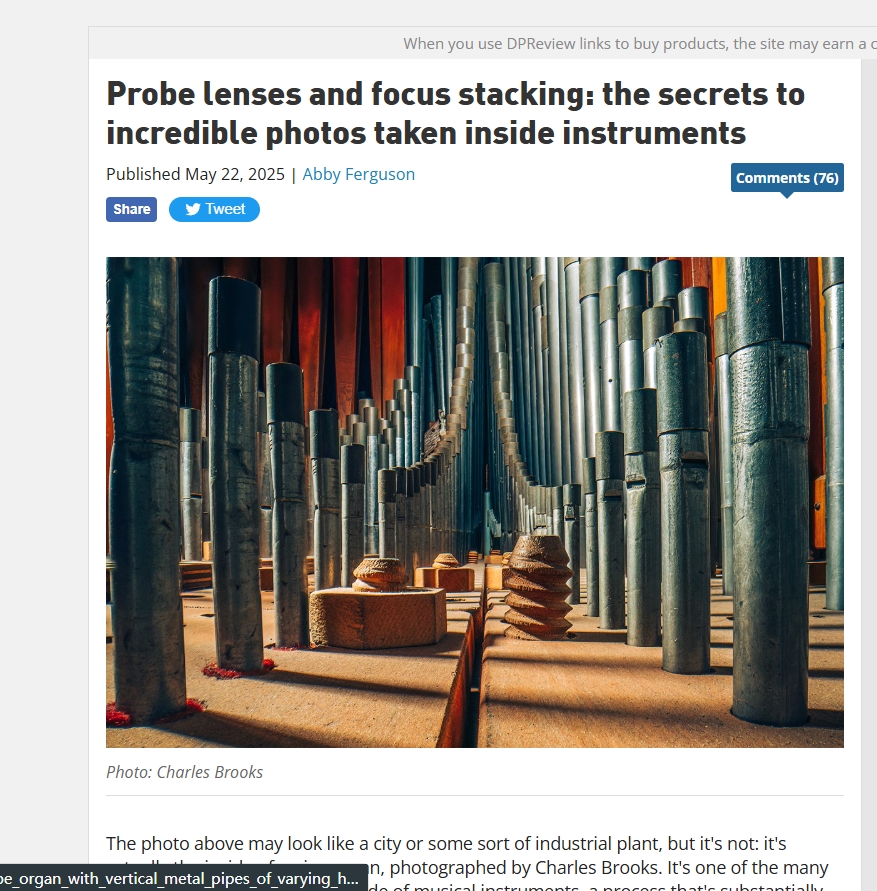 When you use DPReview links to buy products, the site may earn a
Probe lenses and focus stacking: the secrets to
incredible photos taken inside instruments
Published May 22, 2025 | Abby Ferguson
Comments (76)
Share
Tweet
Photo: Charles Brooks
The photo above may look like a city or some sort of industrial plant, but it's not: it's
photographed by Charles Brooks. It's one of the many
pe_organ_with_vertical_metal_pipes_of_varying_h...
of musical instruments, a process that's substantially